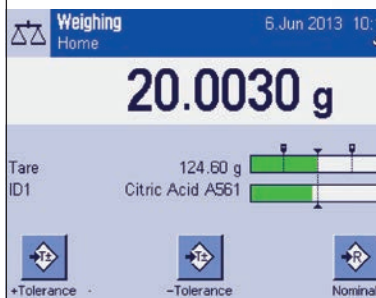 Weighing 6.Jun 2013 10:
Home
20.0030 g
Tare 124.60 g
ID1 Citric Acid A561
+Tolerance -Tolerance Nominal